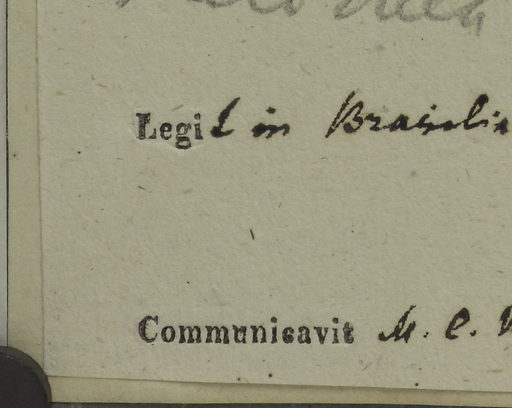 Legit in Brasilia
Communicavit M. C.